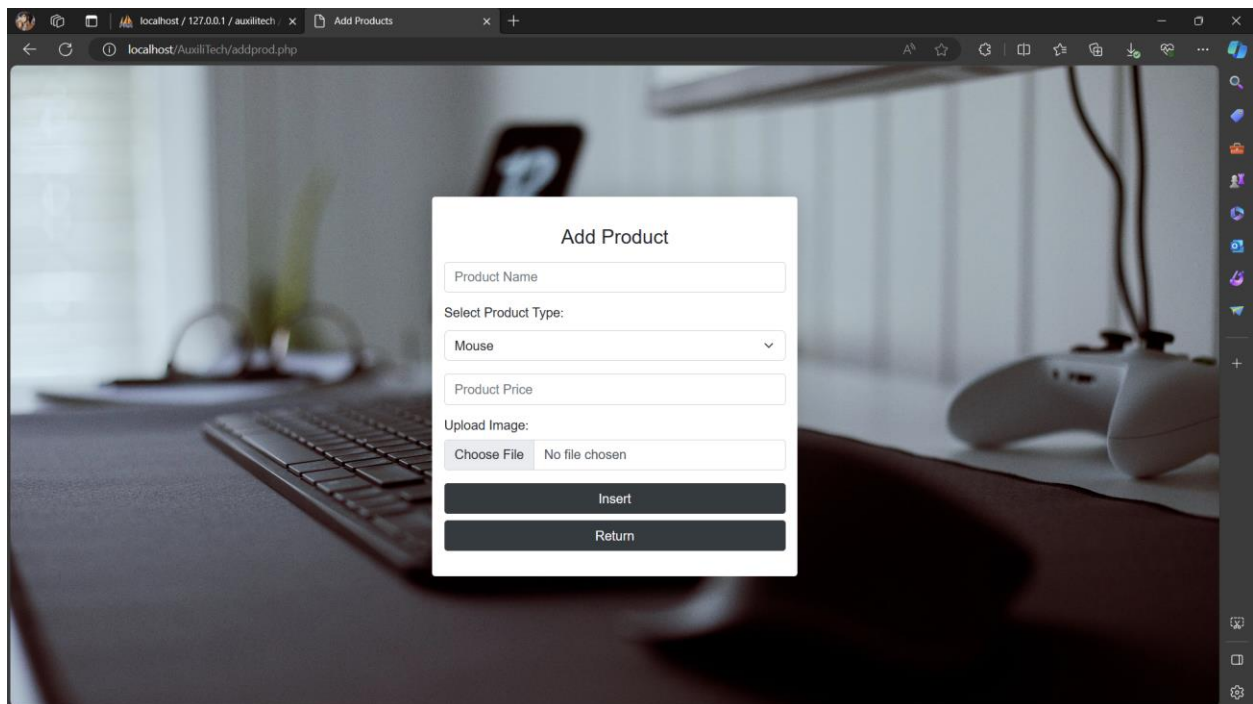 localhost / 127.0.0.1 / auxilitech
Add Products
localhost/AuxiliTech/addprod.php
Add Product
Product Name
Select Product Type:
Mouse
Product Price
Upload Image:
Choose File No file chosen
Insert
Return